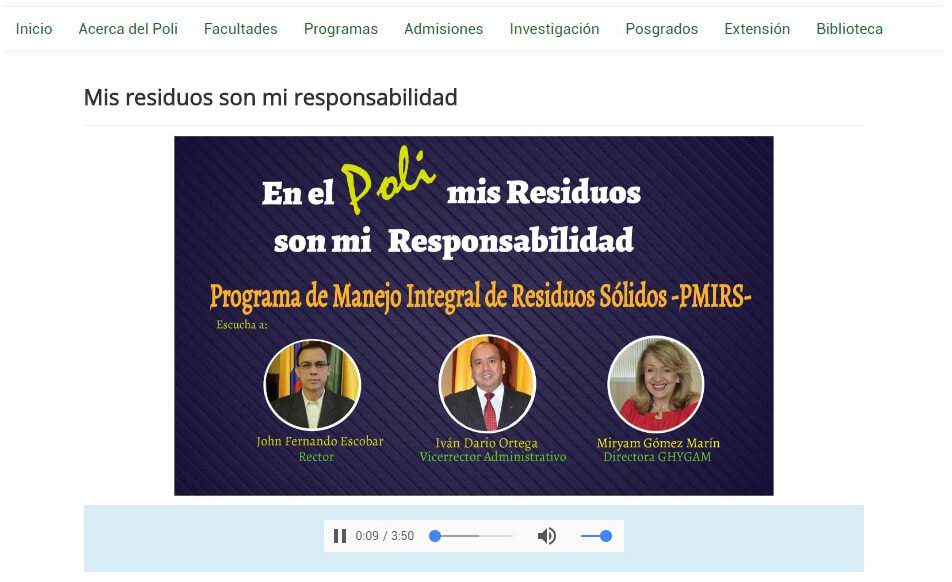 Inicio Acerca del Poli Facultades Programas Admisiones Investigación Posgrados Extensión Biblioteca
Mis residuos son mi responsabilidad
En el Poli mis Residuos
son mi Responsabilidad
Programa de Manejo Integral de Residuos Sólidos -PMIRS-
Escucha a:
John Fernando Escobar
Rector
Iván Dario Ortega
Vicerrector Administrativo
Miryam Gómez Marín
Directora GHYGAM
0:09 / 3:50